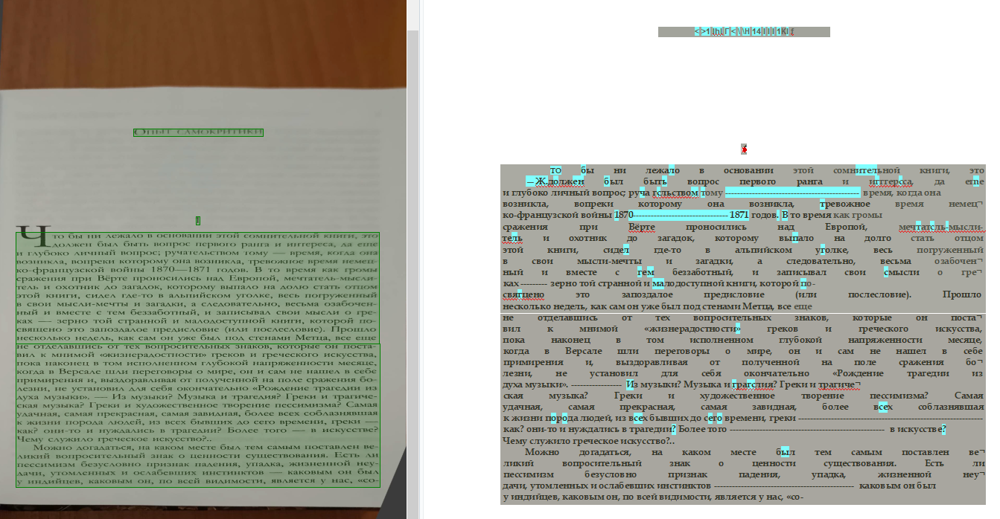 Опыт самокритики
I
Что бы ни лежало в основании этой сомнительной книги, это
должен был быть вопрос первого ранга и интереса, да еще
и глубоко личный вопрос; ручательством тому — время, когда она
возникла, вопреки которому она возникла, тревожное время немец-
ко-французской войны 1870—1871 годов. В то время как громы
сражения при Вёрте проносились над Европой, мечтатель-мысли-
тель и охотник до загадок, которому выпало на долю стать отцом
этой книги, сидел где-то в альпийском уголке, весь погруженный
в свои мысли-мечты и загадки, а следовательно, весьма озабочен-
ный и вместе с тем беззаботный, и записывал свои мысли о гре-
ках — зерно той странной и малодоступной книги, которой по-
священо это запоздалое предисловие (или послесловие). Прошло
несколько недель, как сам он уже был под стенами Метца, все еще
не отделавшись от тех вопросительных знаков, которые он поста-
вил к мнимой «жизнерадостности» греков и греческого искусства,
пока наконец в том исполненном глубокой напряженности месяце,
когда в Версале шли переговоры о мире, он и сам не нашел в себе
примирения и, выздоравливая от полученной на поле сражения бо-
лезни, не установил для себя окончательно «Рождение трагедии из
духа музыки». — Из музыки? Музыка и трагедия? Греки и трагиче-
ская музыка? Греки и художественное творение пессимизма? Самая
удачная, самая прекрасная, самая завидная, более всех соблазнявшая
к жизни порода людей, из всех бывших до сего времени, греки —
как? они-то и нуждались в трагедии? Более того — в искусстве?
Чему служило греческое искусство?..
Можно догадаться, на каком месте был тем самым поставлен ве-
ликий вопросительный знак о ценности существования. Есть ли
пессимизм безусловно признак падения, упадка, жизненной неу-
дачи, утомленных и ослабевших инстинктов — каковым он был
у индийцев, каковым он, по всей видимости, является у нас, «со-
то бы ни лежало в основании этой сомнительной книги, это
—Ж.должен был быть вопрос первого ранга и иптгерсса, да еше
и глубоко личный вопрос; руча гсльством тому ---- время, когда она
возникла, вопреки которому она возникла, тревожное время немец¬
ко-французской войны 1870---- 1871 годов. В то время как громы
сражения при Вёрте проносились над Европой, мечтатсль-мысли-
тель и охотник до загадок, которому выпало на долго стать отцом
этой книги, сидел где-то в альпийском уголке, весь погруженный
в свои мысли-мечты и загадки, а следовательно, весьма озабочен¬
ный и вместе с гем беззаботный, и записывал свои смысли о гре¬
ках --------- зерно той странной и малодоступной книги, которой по-
свягцено это запоздалое предисловие (или послесловие). Прошло
несколько недель, как сам он уже был под стенами Метца, все еще
не отделавшись от тех вопросительных знаков, которые он поста¬
вил к мнимой «жизнерадостности» греков и греческого искусства,
пока наконец в том исполненном глубокой напряженности месяце,
когда в Версале шли переговоры о мире, он и сам не нашел в себе
примирения и, выздоравливая от полученной на поле сражения бо¬
лезни, не установил для себя окончательно «Рождение трагедии из
духа музыки». ---- Из музыки? Музыка и грагслия? Греки и трагиче¬
ская музыка? Греки и художественное творение пессимизма? Самая
удачная, самая прекрасная, самая завидная, более всех соблазнявшая
к жизни порода людей, из всех бывших до сего времени, греки ----
как? они-то и нуждались в трагедии? Более того ---- в искусстве?
Чему служило греческое искусство?..
Можно догадаться, на каком месте был тем самым поставлен ве¬
ликий вопросительный знак о ценности существования. Есть ли
пессимизм безусловно признак падения, упадка, жизненной неу¬
дачи, утомленных и ослабевших инстинктов ---- каковым он был
у индийцев, каковым он, по всей видимости, является у нас, «со-